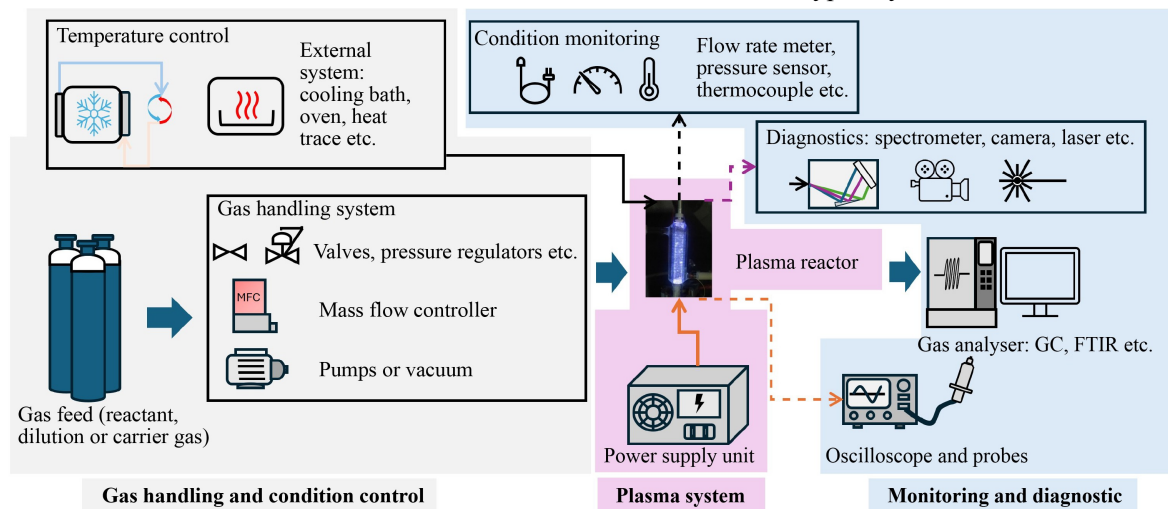 Temperature control
External
system:
cooling bath,
oven, heat
trace etc.
Condition monitoring
Flow rate meter,
pressure sensor,
thermocouple etc.
Diagnostics: spectrometer, camera, laser etc.
Gas handling system
Valves, pressure regulators etc.
MFC
Mass flow controller
Pumps or vacuum
Gas feed (reactant,
dilution or carrier gas)
Plasma reactor
Power supply unit
Gas analyser: GC, FTIR etc.
Oscilloscope and probes
Gas handling and condition control
Plasma system
Monitoring and diagnostic